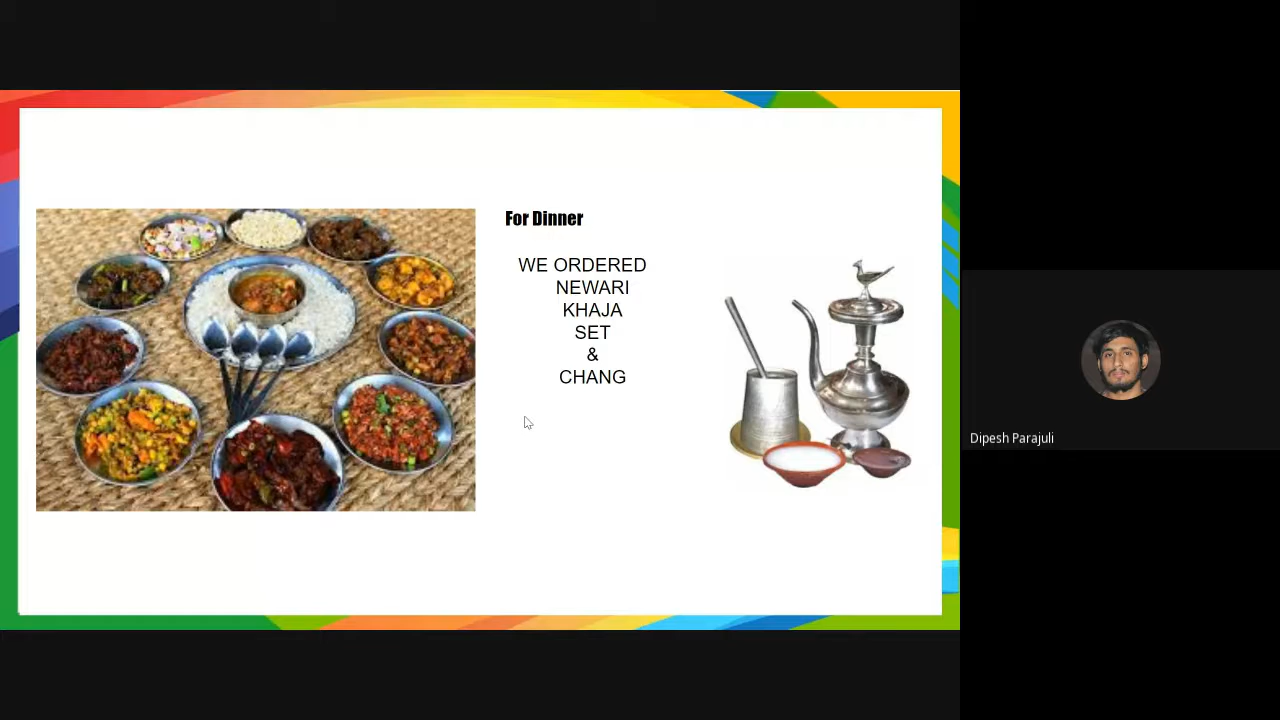 For Dinner
WE ORDERED
NEWARI
KHAJA
SET
&
CHANG
Dipesh Parajuli